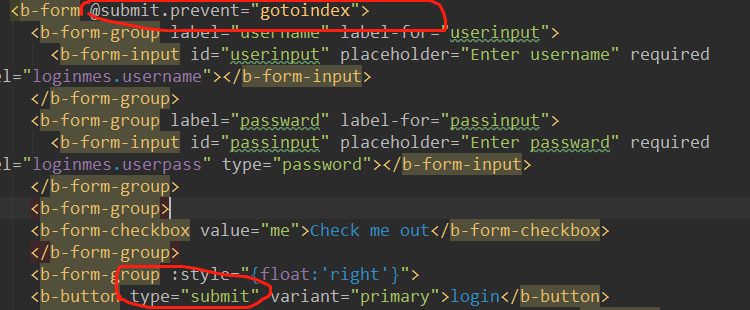 <b-form @submit.prevent="gotoindex">
<b-form-group label="username" label-for="userinput">
<b-form-input id="userinput" placeholder="Enter username" required
el="loginmes.username"></b-form-input>
</b-form-group>
<b-form-group label="passward" label-for="passinput">
<b-form-input id="passinput" placeholder="Enter passward" required
el="loginmes.userpass" type="password"></b-form-input>
</b-form-group>
<b-form-group>
<b-form-checkbox value="me">Check me out</b-form-checkbox>
</b-form-group>
<b-form-group :style="{float:'right'}">
<b-button type="submit" variant="primary">login</b-button>